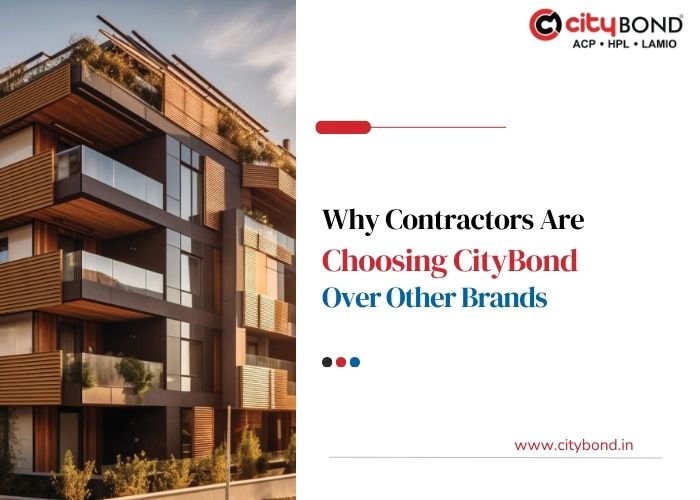 cityBOND®
ACP • HPL • LAMIO
Why Contractors Are
Choosing CityBond
Over Other Brands
www.citybond.in